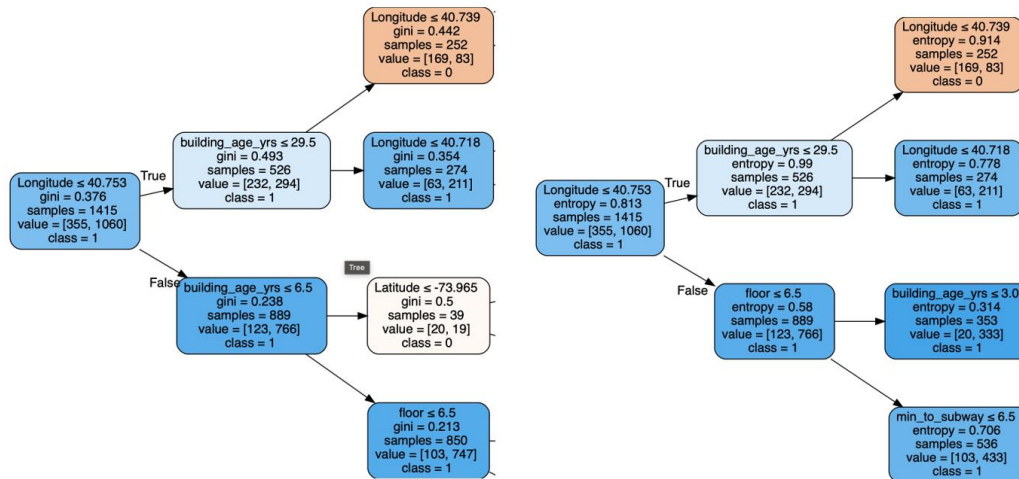 Longitude ≤ 40.739
gini = 0.442
samples = 252
value = [169, 83]
class = 0
building_age_yrs ≤ 29.5
gini = 0.493
samples = 526
value = [232, 294]
class = 1
Longitude ≤ 40.718
gini = 0.354
samples = 274
value = [63, 211]
class = 1
True
Longitude ≤ 40.753
gini = 0.376
samples = 1415
value = [355, 1060]
class = 1
False
Tree
building_age_yrs ≤ 6.5
gini = 0.238
samples = 889
value = [123, 766]
class = 1
Latitude ≤ -73.965
gini = 0.5
samples = 39
value = [20, 19]
class = 0
floor ≤ 6.5
gini = 0.213
samples = 850
value = [103, 747]
class = 1
Longitude ≤ 40.739
entropy = 0.914
samples = 252
value = [169, 83]
class = 0
building_age_yrs ≤ 29.5
entropy = 0.99
samples = 526
value = [232, 294]
class = 1
Longitude ≤ 40.718
entropy = 0.778
samples = 274
value = [63, 211]
class = 1
True
Longitude ≤ 40.753
entropy = 0.813
samples = 1415
value = [355, 1060]
class = 1
False
floor ≤ 6.5
entropy = 0.58
samples = 889
value = [123, 766]
class = 1
building_age_yrs ≤ 3.0
entropy = 0.314
samples = 353
value = [20, 333]
class = 1
min_to_subway ≤ 6.5
entropy = 0.706
samples = 536
value = [103, 433]
class = 1